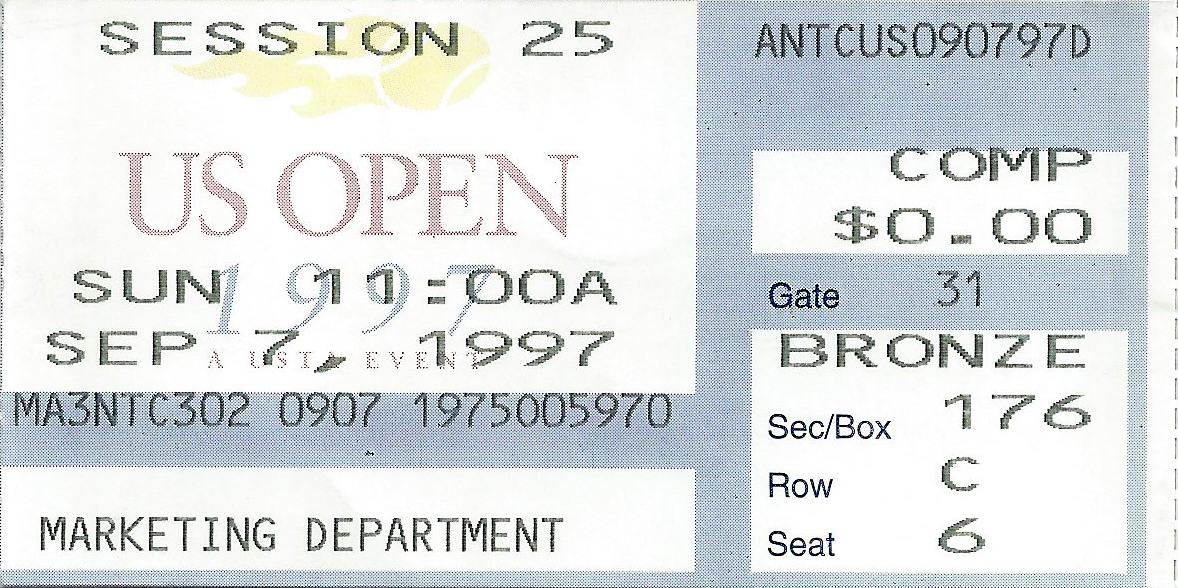 SESSION 25
US OPEN
1997
SUN 11:00A
A USTA EVENT
SEP 7, 1997
MA3NTC302 0907 1975005970
MARKETING DEPARTMENT
ANTCUS090797D
COMP
$0.00
Gate 31
BRONZE
Sec/Box 176
Row C
Seat 6